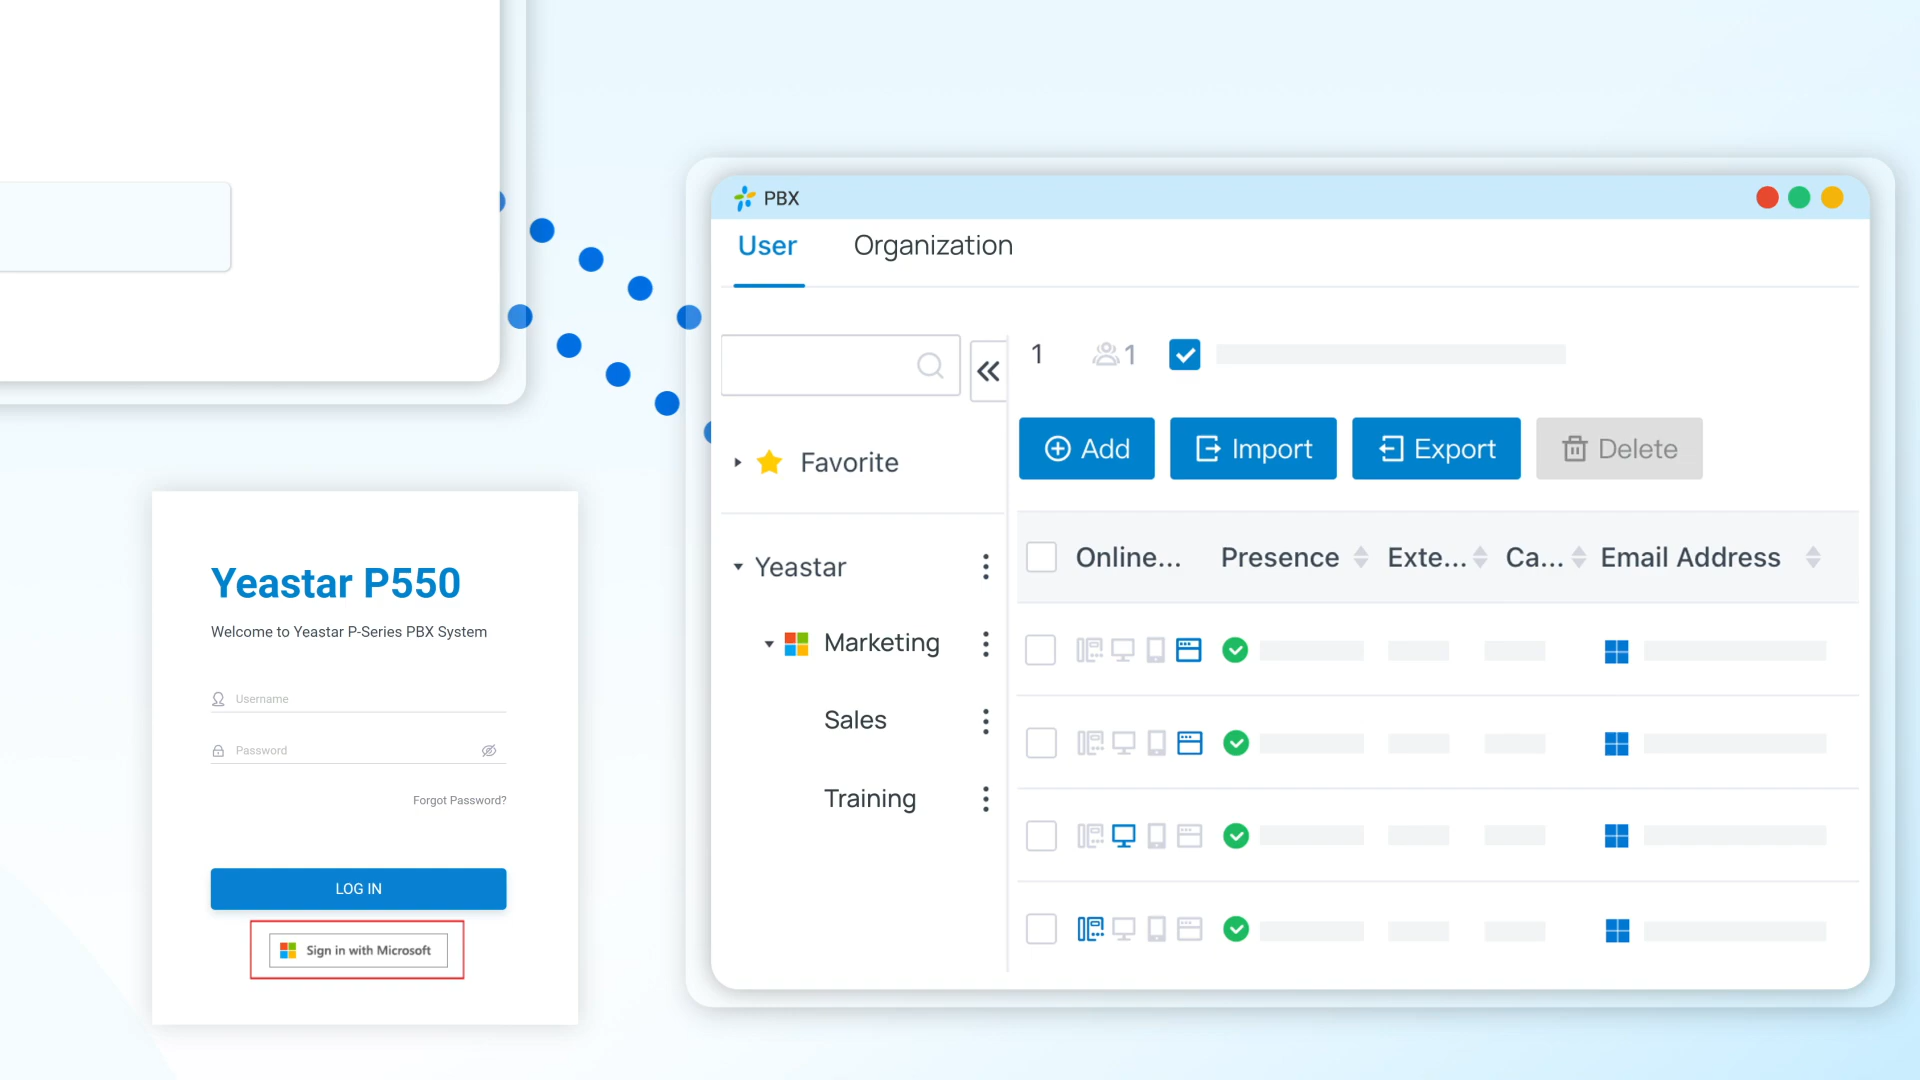 PBX
User Organization
1 1
Add Import Export Delete
Favorite
Online... Presence Exte... Ca... Email Address
Yeastar
Marketing
Sales
Training
Yeastar P550
Welcome to Yeastar P-Series PBX System
Username
Password
Forgot Password?
LOG IN
Sign in with Microsoft